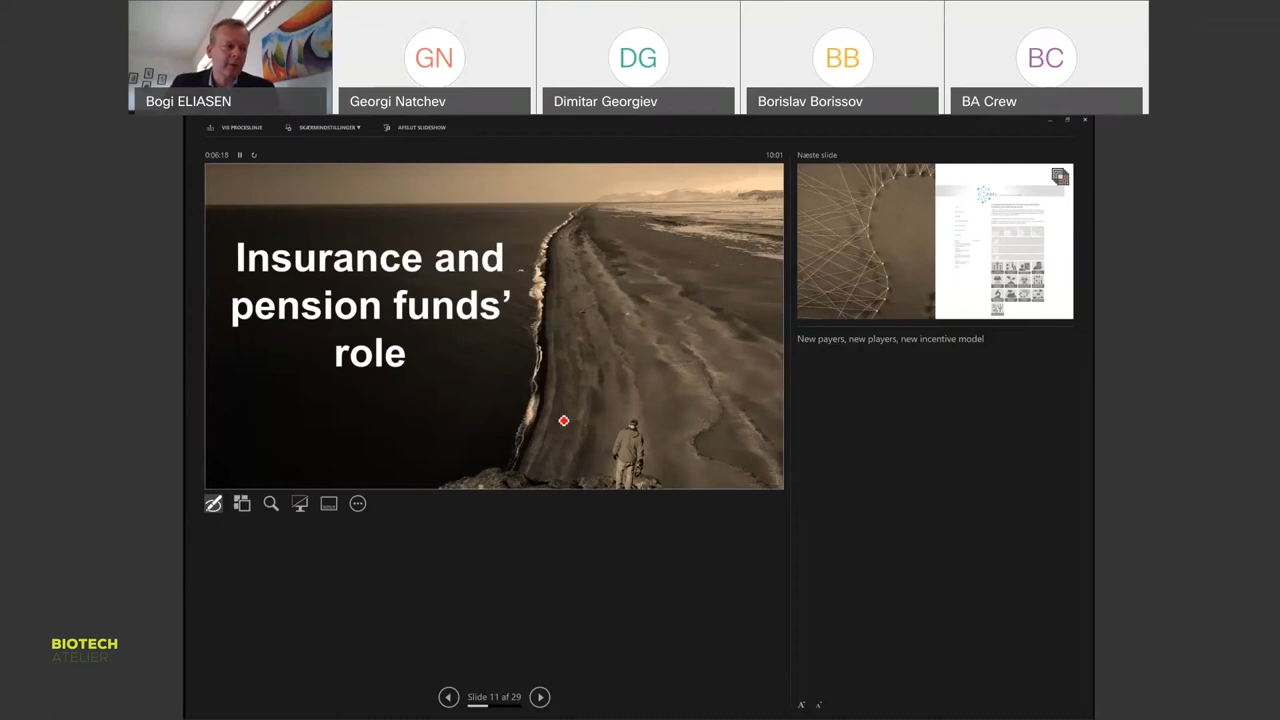 GN
DG
BB
BC
Bogi ELIASEN
Georgi Natchev
Dimitar Georgiev
Borislav Borissov
BA Crew
VIS PROCESLINJE
SKÆRMINDSTILLINGER
AFSLUT SLIDESHOW
0:06:18
10:01
Næste slide
Insurance and
pension funds’
role
New payers, new players, new incentive model
BIOTECH
ATELIER
Slide 11 af 29